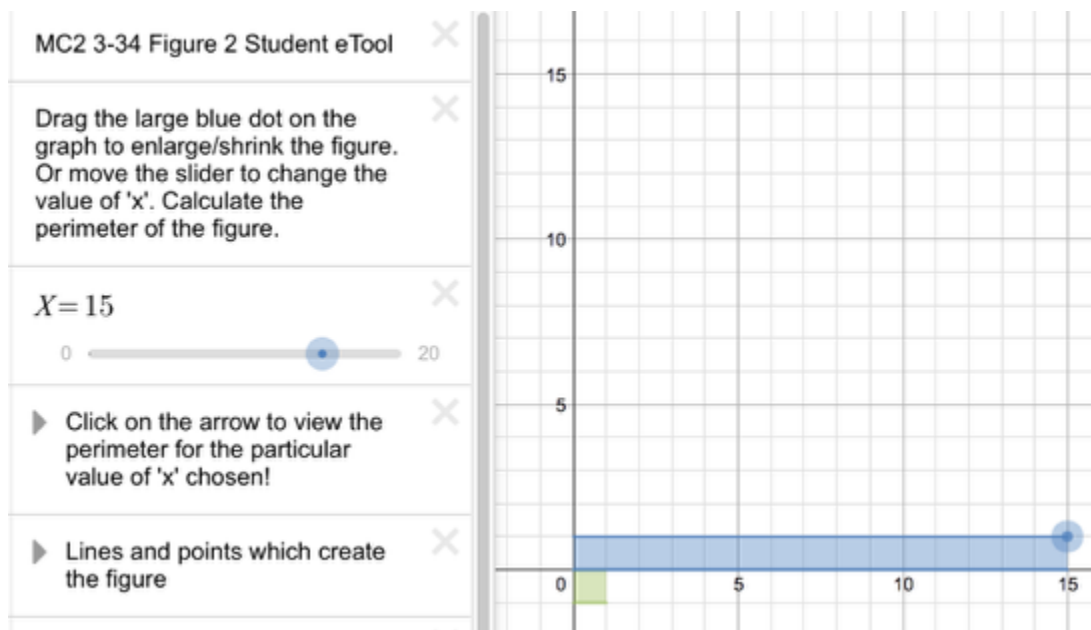 MC2 3-34 Figure 2 Student eTool
Drag the large blue dot on the
graph to enlarge/shrink the figure.
Or move the slider to change the
value of 'x'. Calculate the
perimeter of the figure.
X= 15
0 20
Click on the arrow to view the
perimeter for the particular
value of 'x' chosen!
Lines and points which create
the figure
15
10
5
0 5 10 15